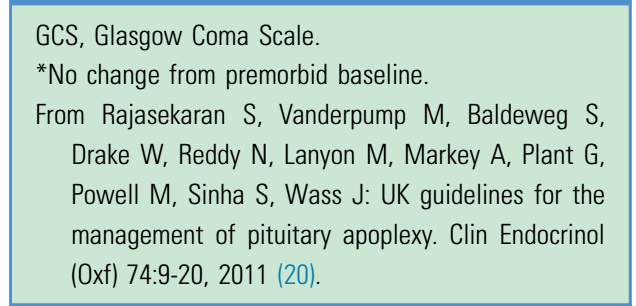 GCS, Glasgow Coma Scale.
*No change from premorbid baseline.
From Rajasekaran S, Vanderpump M, Baldeweg S,
Drake W, Reddy N, Lanyon M, Markey A, Plant G,
Powell M, Sinha S, Wass J: UK guidelines for the
management of pituitary apoplexy. Clin Endocrinol
(Oxf) 74:9-20, 2011 (20).